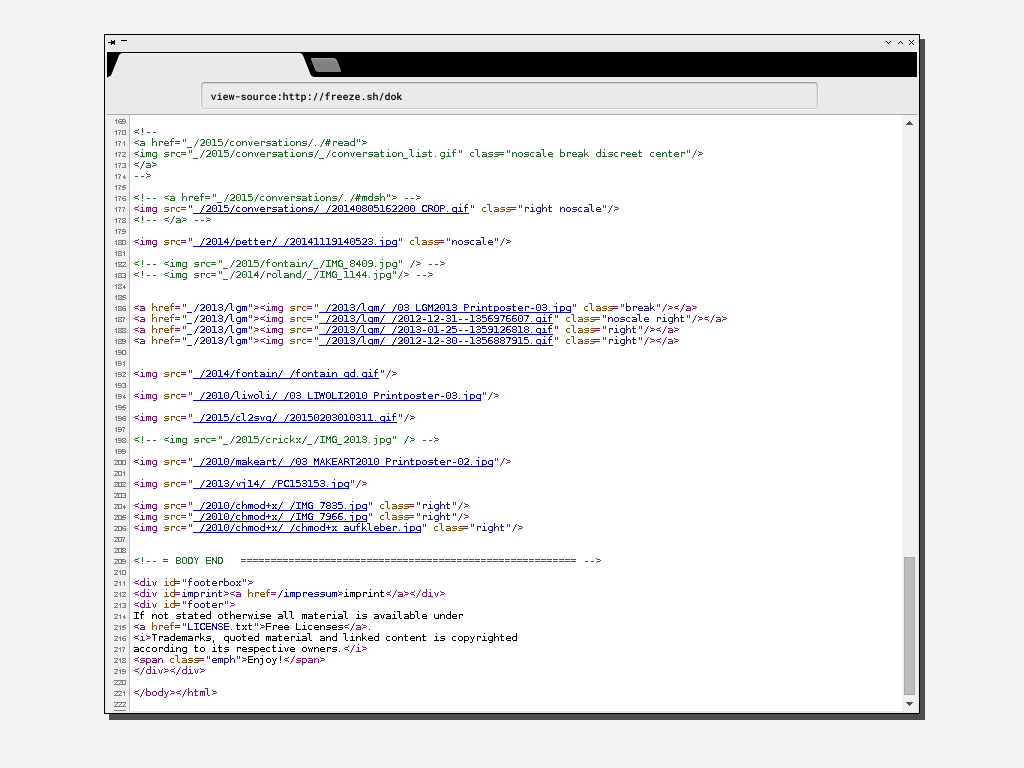 view-source:http://freeze.sh/dok
169
170 <!--
171 <a href="_/2015/conversations/./#read">
172 <img src="_/2015/conversations/_/conversation_list.gif" class="noscale break discreet center"/>
173 </a>
174 -->
175
176 <!-- <a href="_/2015/conversations/./#mdsh"> -->
177 <img src="_/2015/conversations/_/20140805162200_CROP.gif" class="right noscale"/>
178 <!-- </a> -->
179
180 <img src="_/2014/petter/_/20141119140523.jpg" class="noscale"/>
181
182 <!-- <img src="_/2015/fontain/_/IMG_8409.jpg" /> -->
183 <!-- <img src="_/2014/roland/_/IMG_1144.jpg"/> -->
184
185
186 <a href="_/2013/lgm"><img src="_/2013/lgm/_/03_LGM2013_Printposter-03.jpg" class="break"/></a>
187 <a href="_/2013/lgm"><img src="_/2013/lgm/_/2012-12-31--1356976607.gif" class="noscale right"/></a>
188 <a href="_/2013/lgm"><img src="_/2013/lgm/_/2013-01-25--1359126818.gif" class="right"/></a>
189 <a href="_/2013/lgm"><img src="_/2013/lgm/_/2012-12-30--1356887915.gif" class="right"/></a>
190
191
192 <img src="_/2014/fontain/_/fontain_qd.gif"/>
193
194 <img src="_/2010/liwoli/_/03_LIWOLI2010_Printposter-03.jpg"/>
195
196 <img src="_/2015/cl2svg/_/20150203010311.gif"/>
197
198 <!-- <img src="_/2015/crickx/_/IMG_2013.jpg" /> -->
199
200 <img src="_/2010/makeart/_/03_MAKEART2010_Printposter-02.jpg"/>
201
202 <img src="_/2013/vj14/_/PC153153.jpg"/>
203
204 <img src="_/2010/chmod+x/_/IMG_7835.jpg" class="right"/>
205 <img src="_/2010/chmod+x/_/IMG_7966.jpg" class="right"/>
206 <img src="_/2010/chmod+x/_/chmod+x_aufkleber.jpg" class="right"/>
207
208
209 <!-- = BODY END ======================================================== -->
210
211 <div id="footerbox">
212 <div id=imprint><a href=/impressum>imprint</a></div>
213 <div id="footer">
214 If not stated otherwise all material is available under
215 <a href="LICENSE.txt">Free Licenses</a>.
216 <i>Trademarks, quoted material and linked content is copyrighted
217 according to its respective owners.</i>
218 <span class="emph">Enjoy!</span>
219 </div></div>
220
221 </body></html>
222